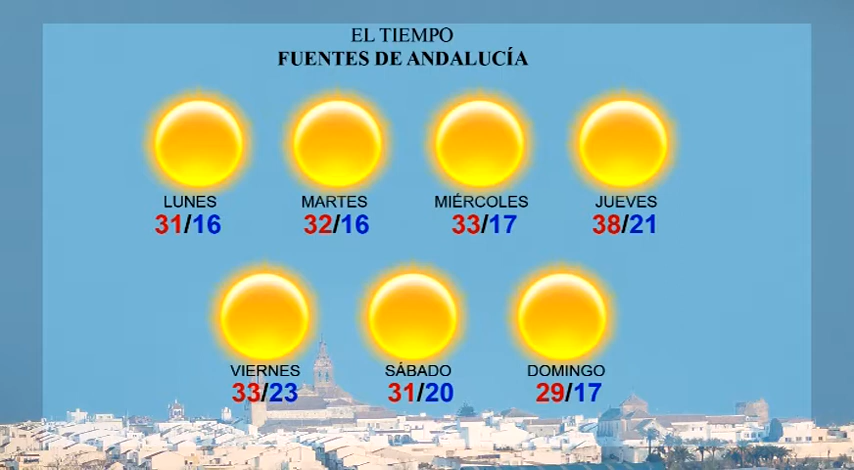 EL TIEMPO
FUENTES DE ANDALUCÍA
LUNES MARTES MIÉRCOLES JUEVES
31/16 32/16 33/17 38/21
VIERNES SÁBADO DOMINGO
33/23 31/20 29/17